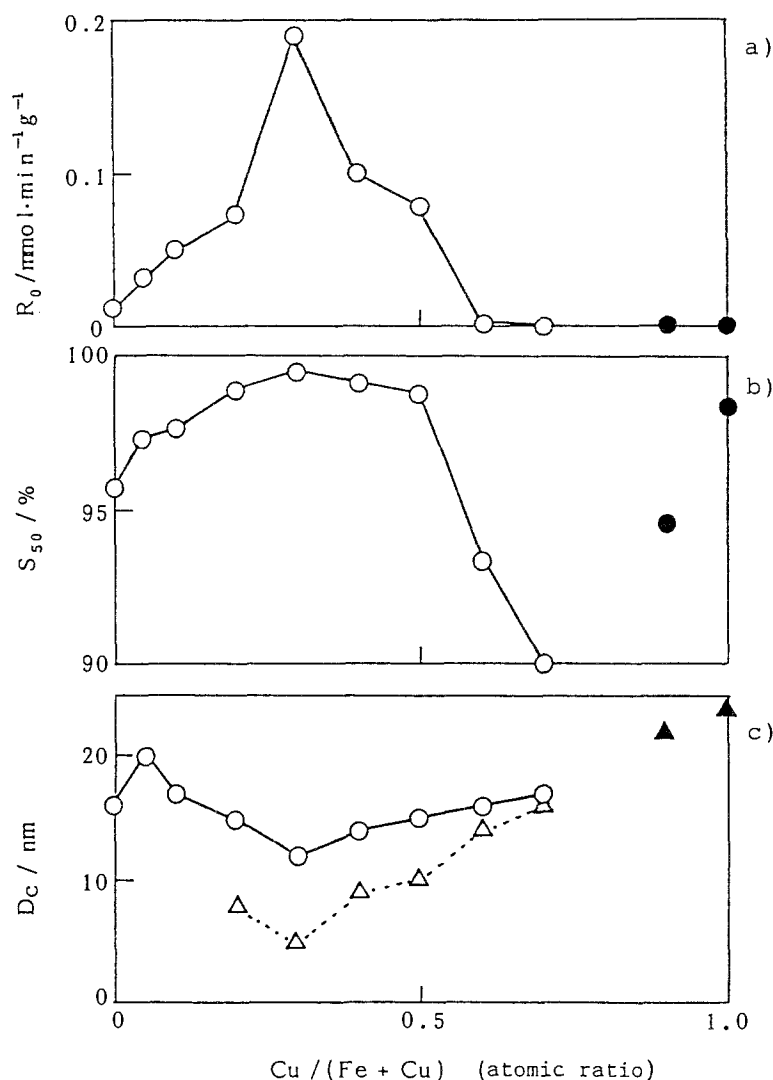 a)
0.2
0.1
0
R₀ /mmol·min⁻¹g⁻¹
b)
100
95
90
S₅₀ / %
c)
20
10
0
D_C / nm
0 0.5 1.0
Cu /(Fe + Cu) (atomic ratio)